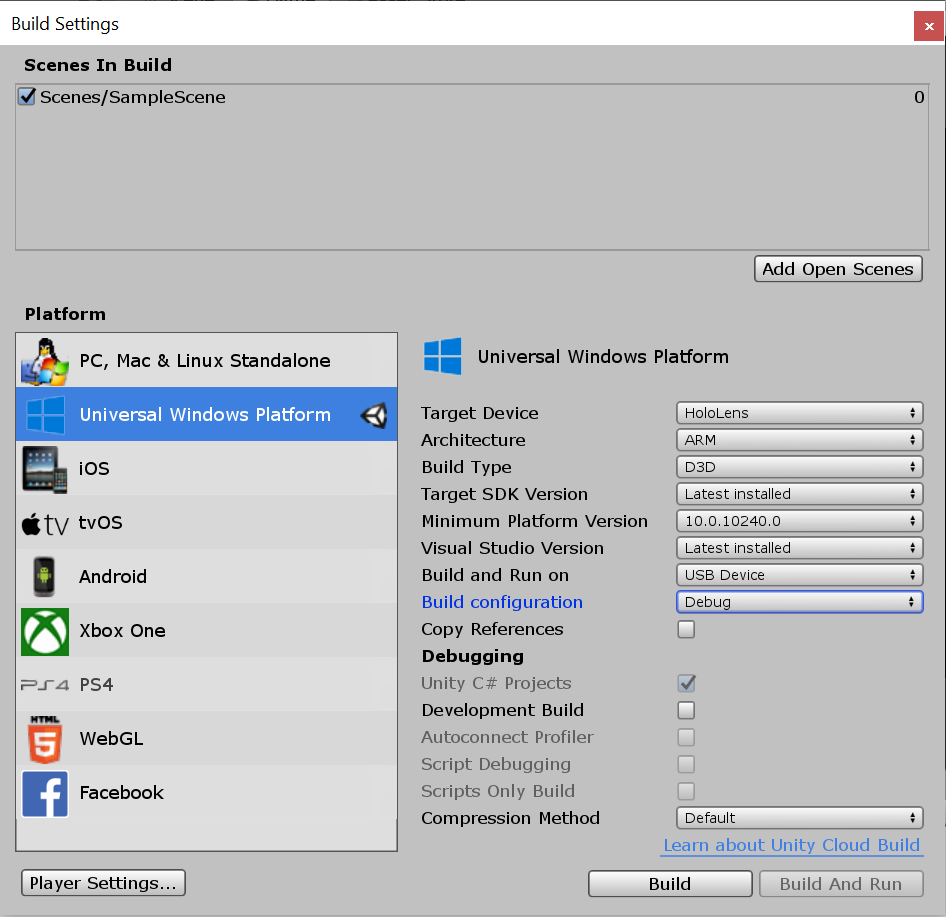 Build Settings
Scenes In Build
Scenes/SampleScene 0
Add Open Scenes
Platform
PC, Mac & Linux Standalone
Universal Windows Platform
iOS
tv tvOS
Android
Xbox One
PS4 PS4
HTML 5 WebGL
f Facebook
Universal Windows Platform
Target Device HoloLens
Architecture ARM
Build Type D3D
Target SDK Version Latest installed
Minimum Platform Version 10.0.10240.0
Visual Studio Version Latest installed
Build and Run on USB Device
Build configuration Debug
Copy References
Debugging
Unity C# Projects
Development Build
Autoconnect Profiler
Script Debugging
Scripts Only Build
Compression Method Default
Learn about Unity Cloud Build
Player Settings... Build Build And Run